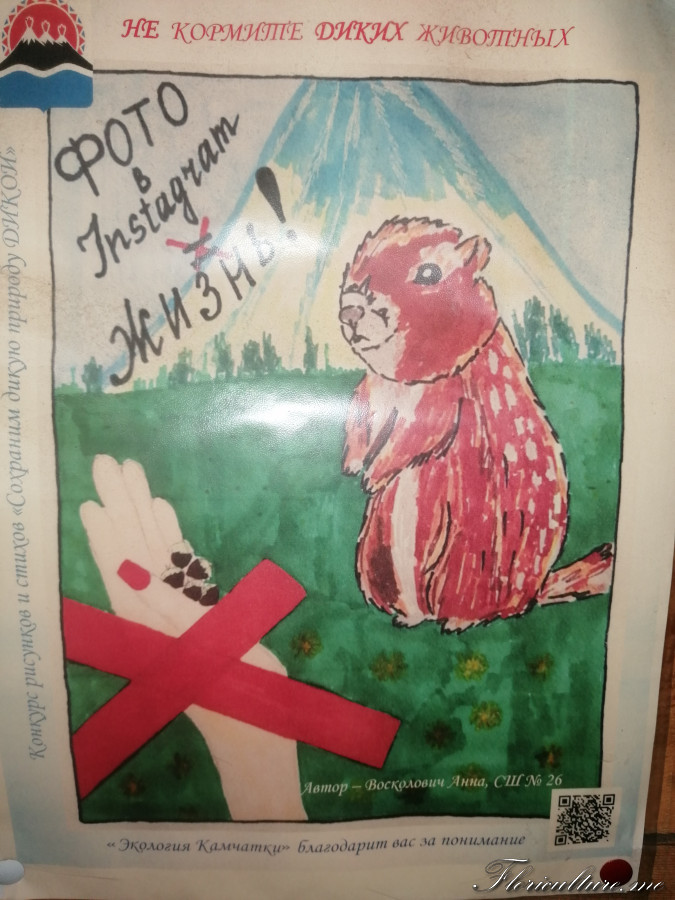 НЕ КОРМИТЕ ДИКИХ ЖИВОТНЫХ
ФОТО
в
Instagram
≠
ЖИЗНЬ!
Конкурс рисунков и стихов «Сохраним дикую природу ДИКОЙ»
Автор – Восколович Анна, СШ № 26
«Экология Камчатки» благодарит вас за понимание
Floriculture.me